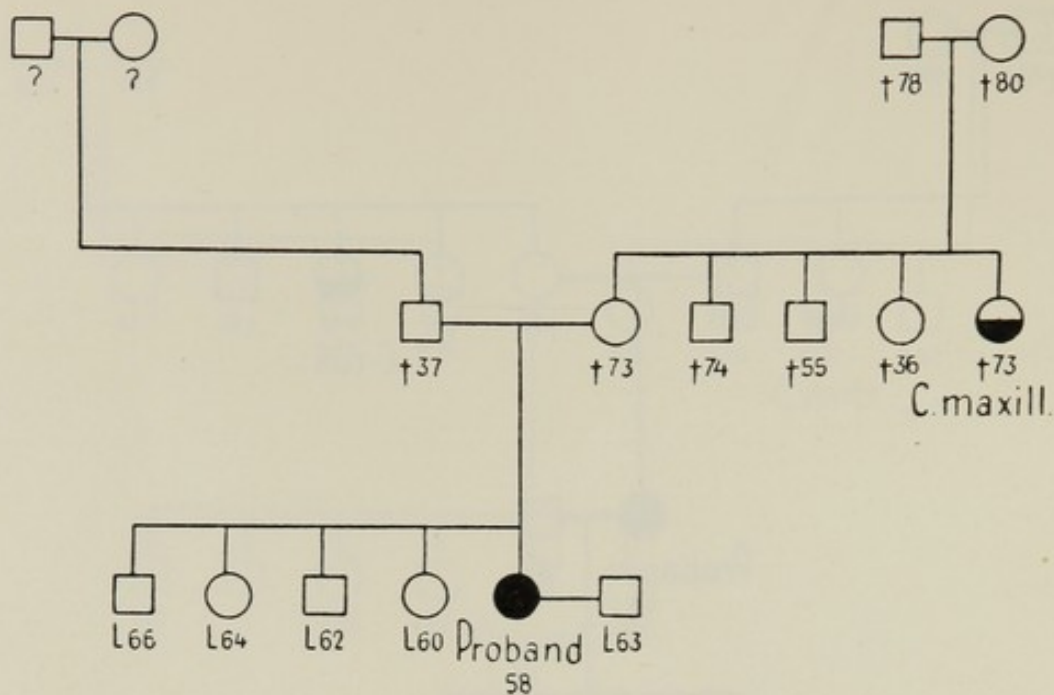 ? ? †78 †80
†37 †73 †74 †55 †36 †73
C.maxill.
L66 L64 L62 L60 Proband L63
58